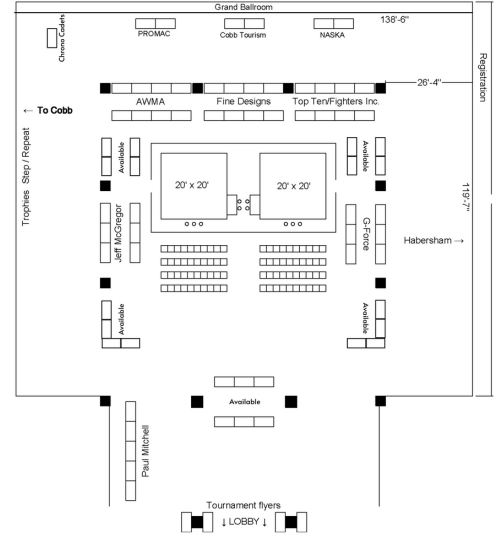 Grand Ballroom
138'-6"
Chrono Cadets
PROMAC
Cobb Tourism
NASKA
Registration
26'-4"
← To Cobb
AWMA
Fine Designs
Top Ten/Fighters Inc.
Trophies Step / Repeat
Available
20' x 20'
20' x 20'
Available
119'-7"
Jeff McGregor
G-Force
Habersham →
Available
Available
Available
Paul Mitchell
Tournament flyers
↓ LOBBY ↓